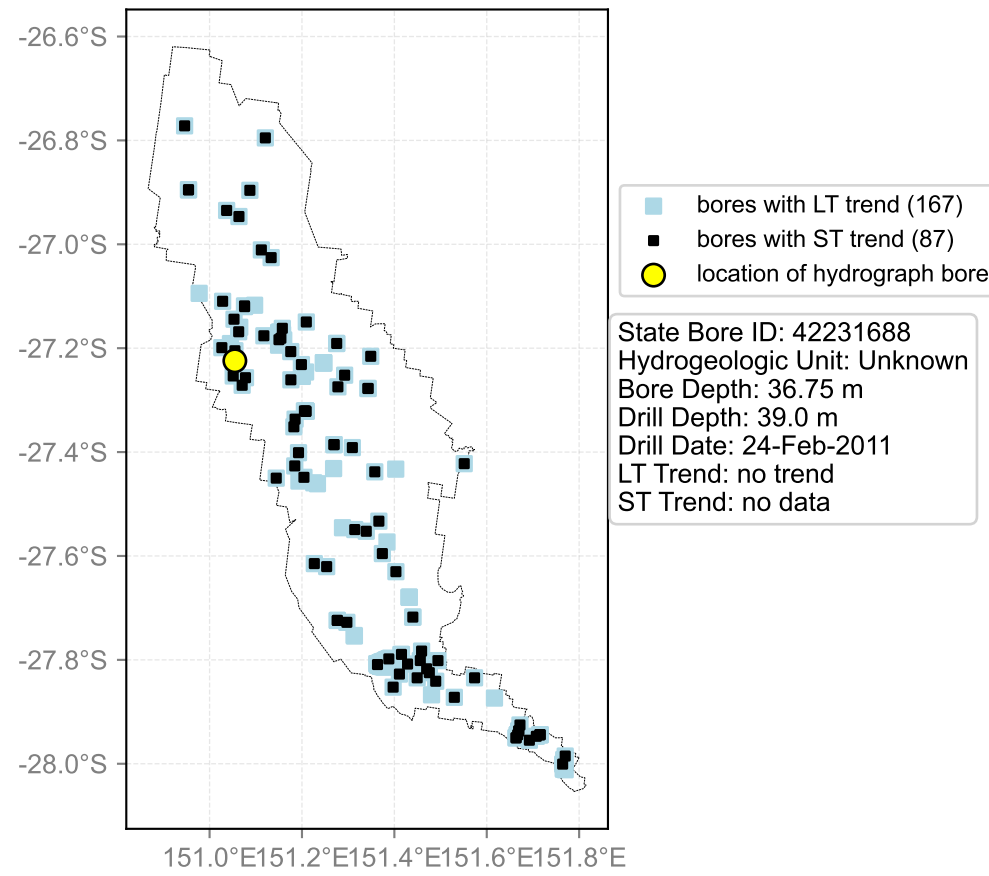 -26.6°S
-26.8°S
-27.0°S
-27.2°S
-27.4°S
-27.6°S
-27.8°S
-28.0°S
151.0°E151.2°E151.4°E151.6°E151.8°E
bores with LT trend (167)
bores with ST trend (87)
location of hydrograph bore
State Bore ID: 42231688
Hydrogeologic Unit: Unknown
Bore Depth: 36.75 m
Drill Depth: 39.0 m
Drill Date: 24-Feb-2011
LT Trend: no trend
ST Trend: no data